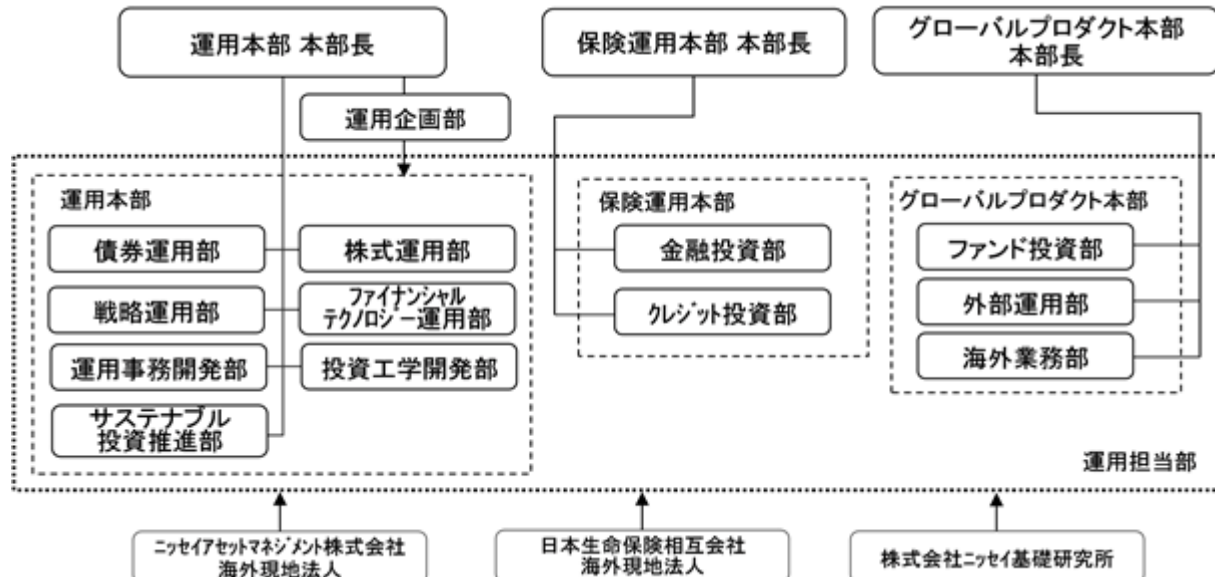 運用本部 本部長
保険運用本部 本部長
グローバルプロダクト本部
本部長
運用企画部
運用本部
債券運用部
株式運用部
戦略運用部
ファイナンシャル
テクノロジー運用部
運用事務開発部
投資工学開発部
サステナブル
投資推進部
保険運用本部
金融投資部
クレジット投資部
グローバルプロダクト本部
ファンド投資部
外部運用部
海外業務部
運用担当部
ニッセイアセットマネジメント株式会社
海外現地法人
日本生命保険相互会社
海外現地法人
株式会社ニッセイ基礎研究所